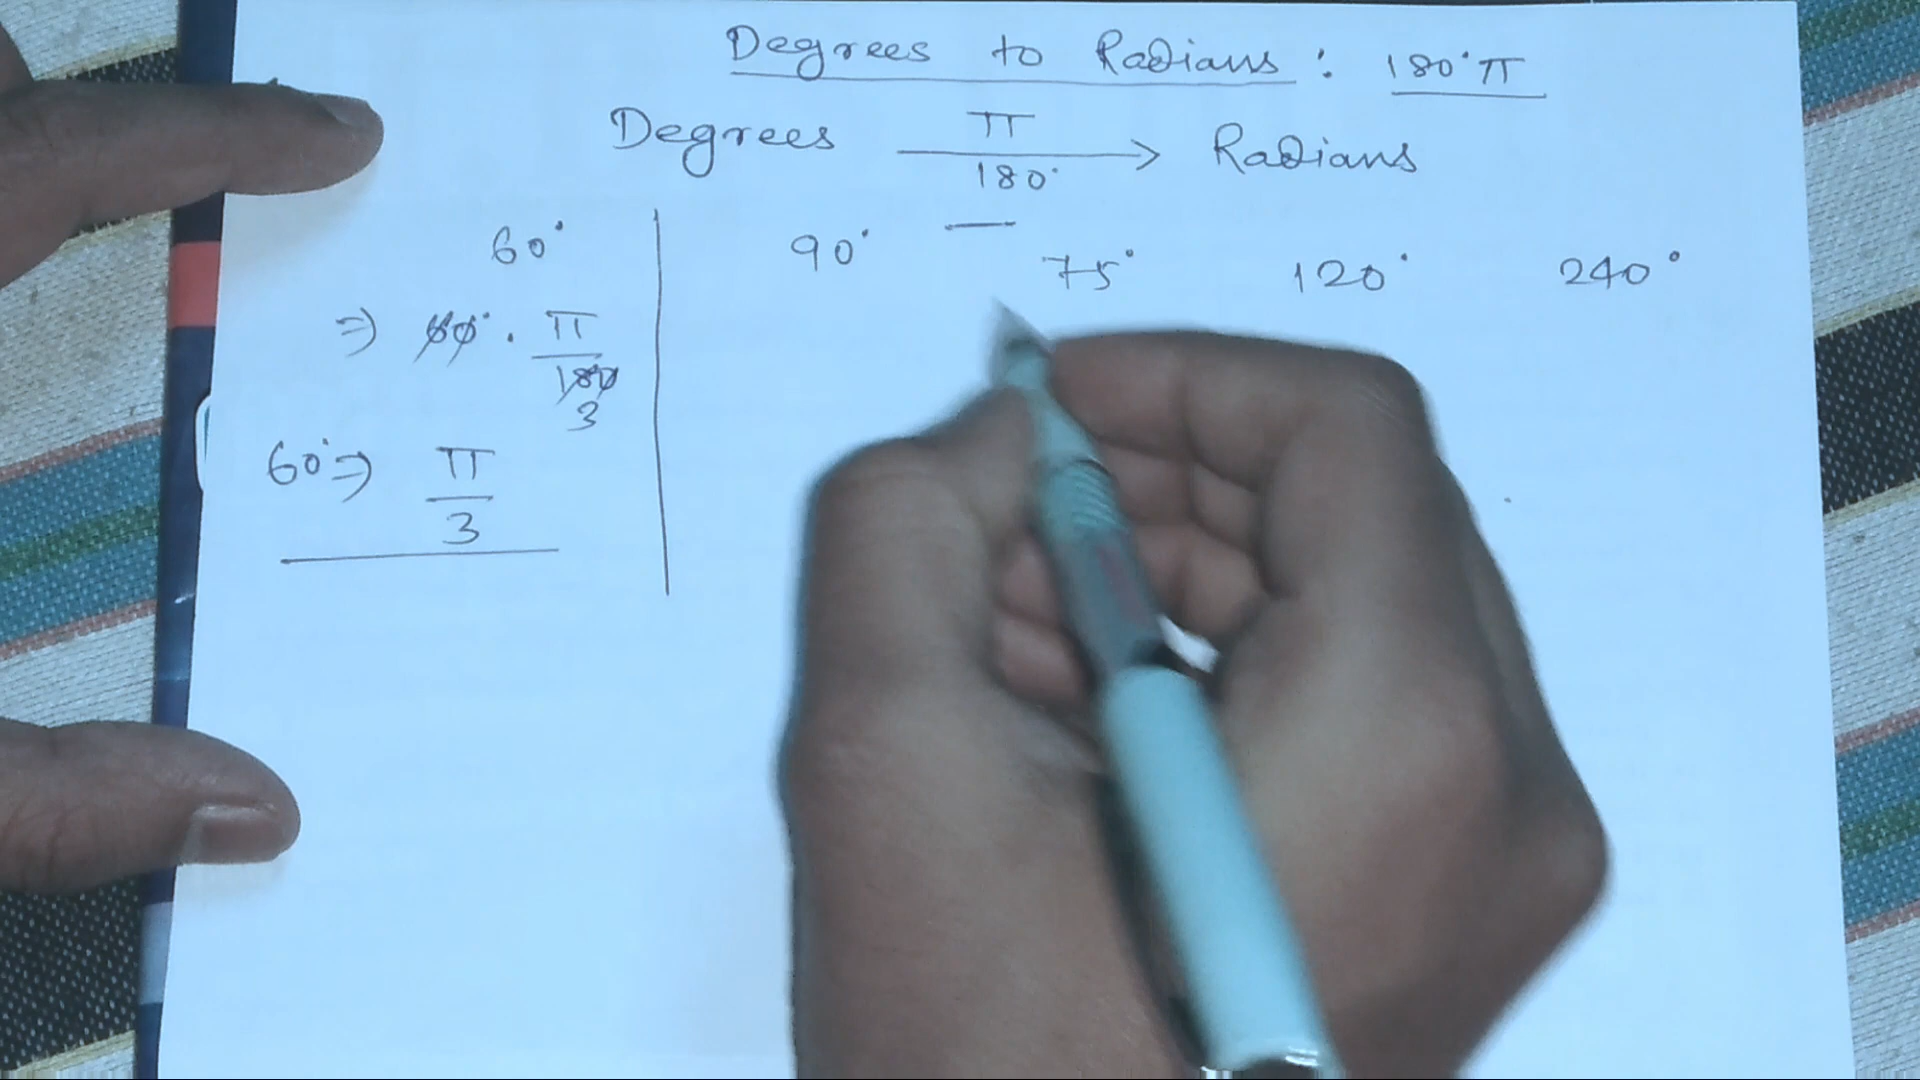 Degrees to Radians : 180° π
Degrees π/180° → Radians
60° 90° 75° 120° 240°
⇒ 60° . π/180
3
60° ⇒ π/3